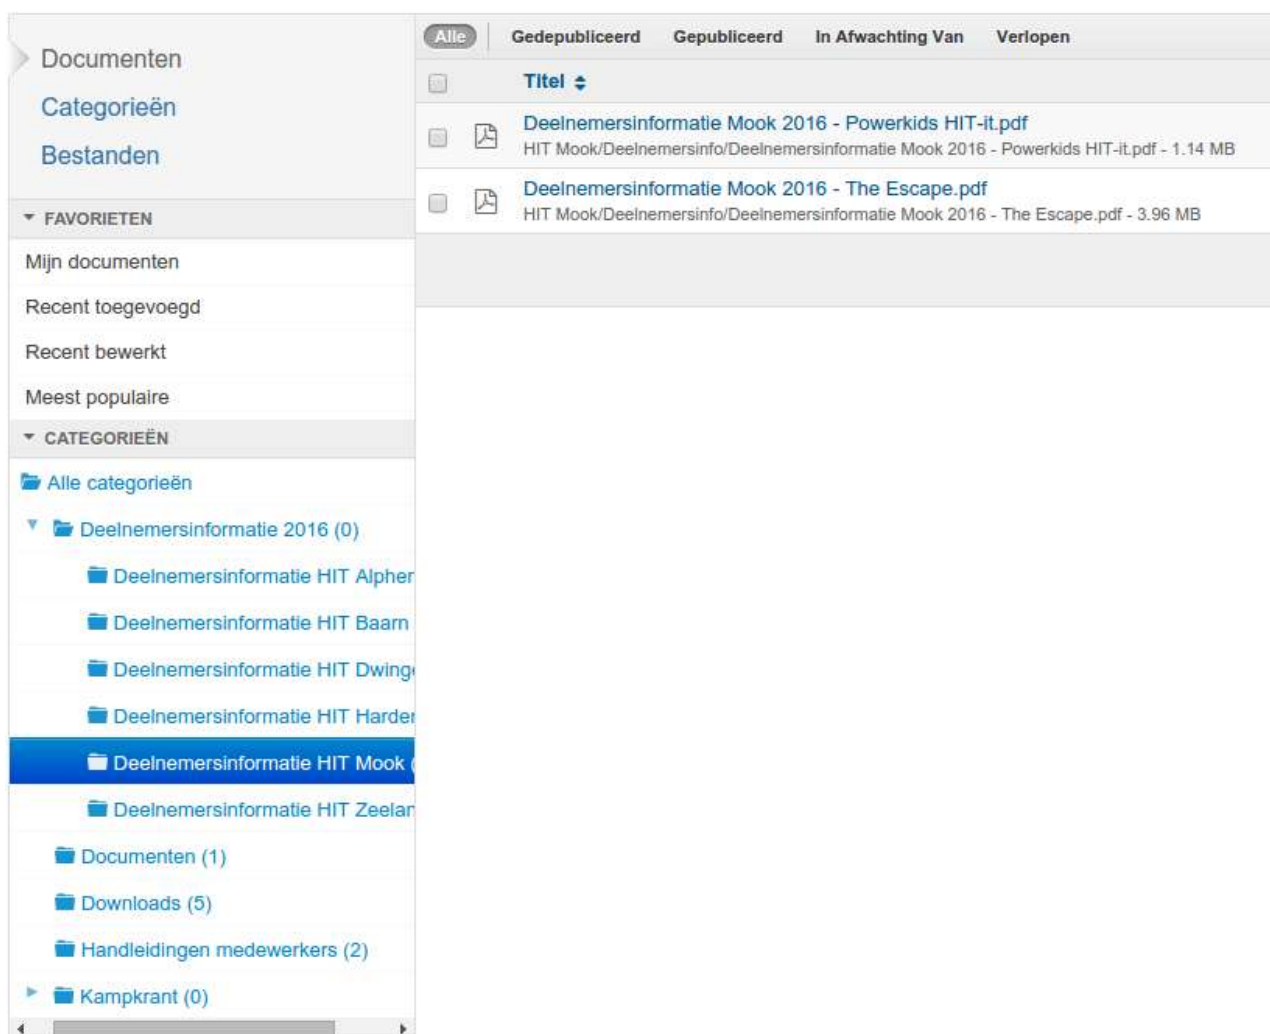 Documenten
Categorieën
Bestanden
FAVORIETEN
Mijn documenten
Recent toegevoegd
Recent bewerkt
Meest populaire
CATEGORIEËN
Alle categorieën
Deelnemersinformatie 2016 (0)
Deelnemersinformatie HIT Alpher
Deelnemersinformatie HIT Baarn
Deelnemersinformatie HIT Dwing
Deelnemersinformatie HIT Harder
Deelnemersinformatie HIT Mook (
Deelnemersinformatie HIT Zeelan
Documenten (1)
Downloads (5)
Handleidingen medewerkers (2)
Kampkrant (0)
Alle Gedepubliceerd Gepubliceerd In Afwachting Van Verlopen
Titel
Deelnemersinformatie Mook 2016 - Powerkids HIT-it.pdf
HIT Mook/Deelnemersinfo/Deelnemersinformatie Mook 2016 - Powerkids HIT-it.pdf - 1.14 MB
Deelnemersinformatie Mook 2016 - The Escape.pdf
HIT Mook/Deelnemersinfo/Deelnemersinformatie Mook 2016 - The Escape.pdf - 3.96 MB